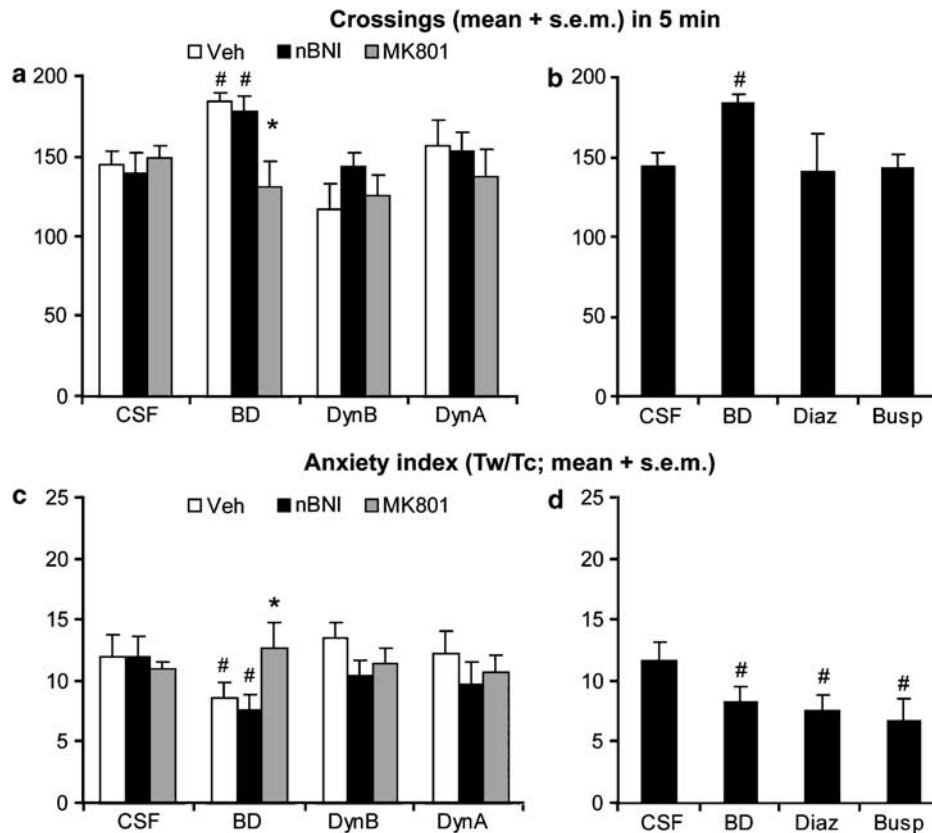 Crossings (mean + s.e.m.) in 5 min
a Veh nBNI MK801
200
150
100
50
0
# # *
CSF BD DynB DynA
b
200
150
100
50
0
#
CSF BD Diaz Busp
Anxiety index (Tw/Tc; mean + s.e.m.)
c Veh nBNI MK801
25
20
15
10
5
0
# # *
CSF BD DynB DynA
d
25
20
15
10
5
0
# # #
CSF BD Diaz Busp